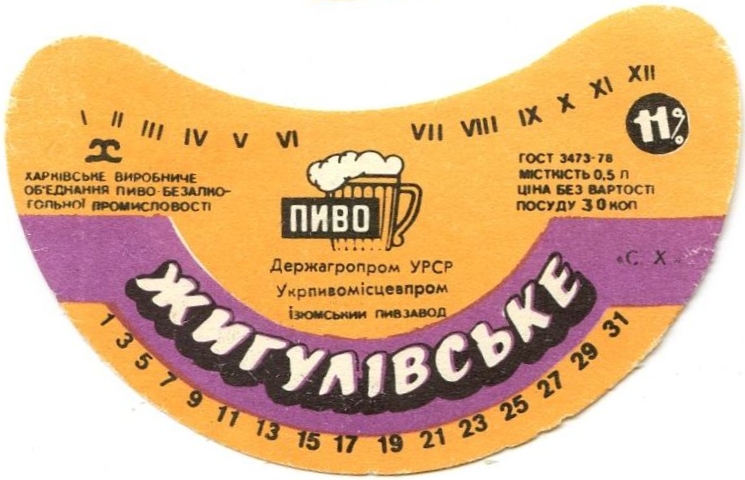 I II III IV V VI VII VIII IX X XI XII
11%
ХАРКІВСЬКЕ ВИРОБНИЧЕ
ОБ'ЄДНАННЯ ПИВО-БЕЗАЛКО-
ГОЛЬНОЇ ПРОМИСЛОВОСТІ
ГОСТ 3473-78
МІСТКІСТЬ 0,5 Л
ЦІНА БЕЗ ВАРТОСТІ
ПОСУДУ 30 КОП
ПИВО
Держагропром УРСР
Укрпивомісцевпром
ІЗЮМСЬКИЙ ПИВЗАВОД
«С. Х.»
ЖИГУЛІВСЬКЕ
1 3 5 7 9 11 13 15 17 19 21 23 25 27 29 31